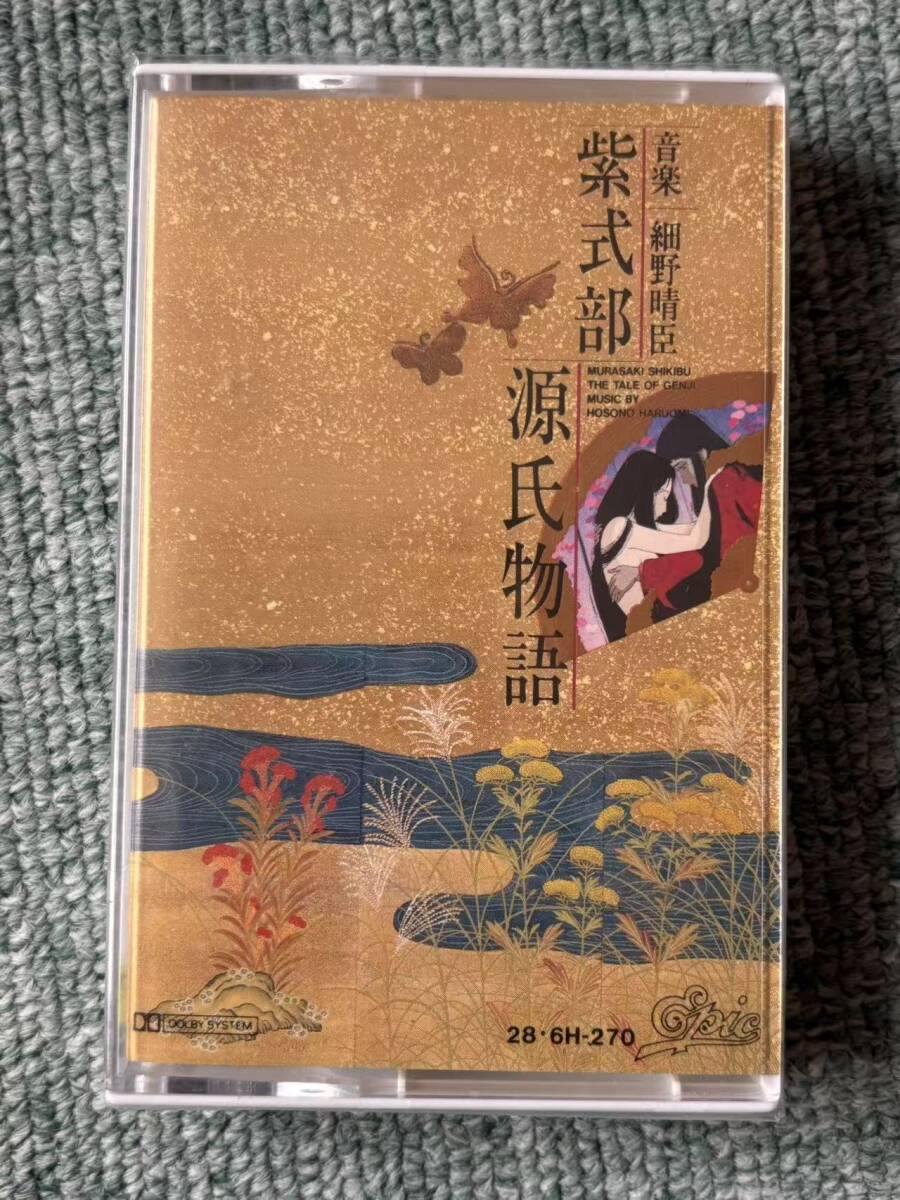 音楽 細野晴臣
紫式部
源氏物語
MURASAKI SHIKIBU
THE TALE OF GENJI
MUSIC BY
HOSONO HARUOMI
DOLBY SYSTEM
28・6H-270
Epic